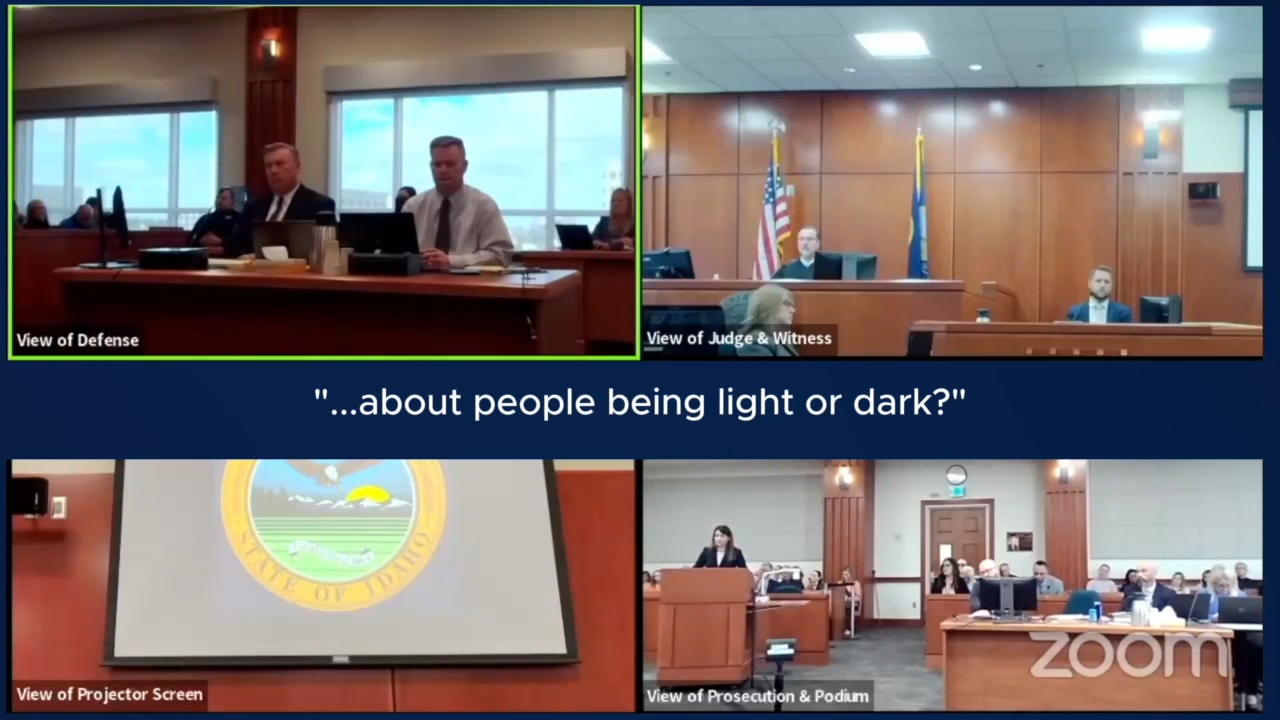 View of Defense
View of Judge & Witness
"...about people being light or dark?"
STATE OF IDAHO
View of Projector Screen
View of Prosecution & Podium
zoom